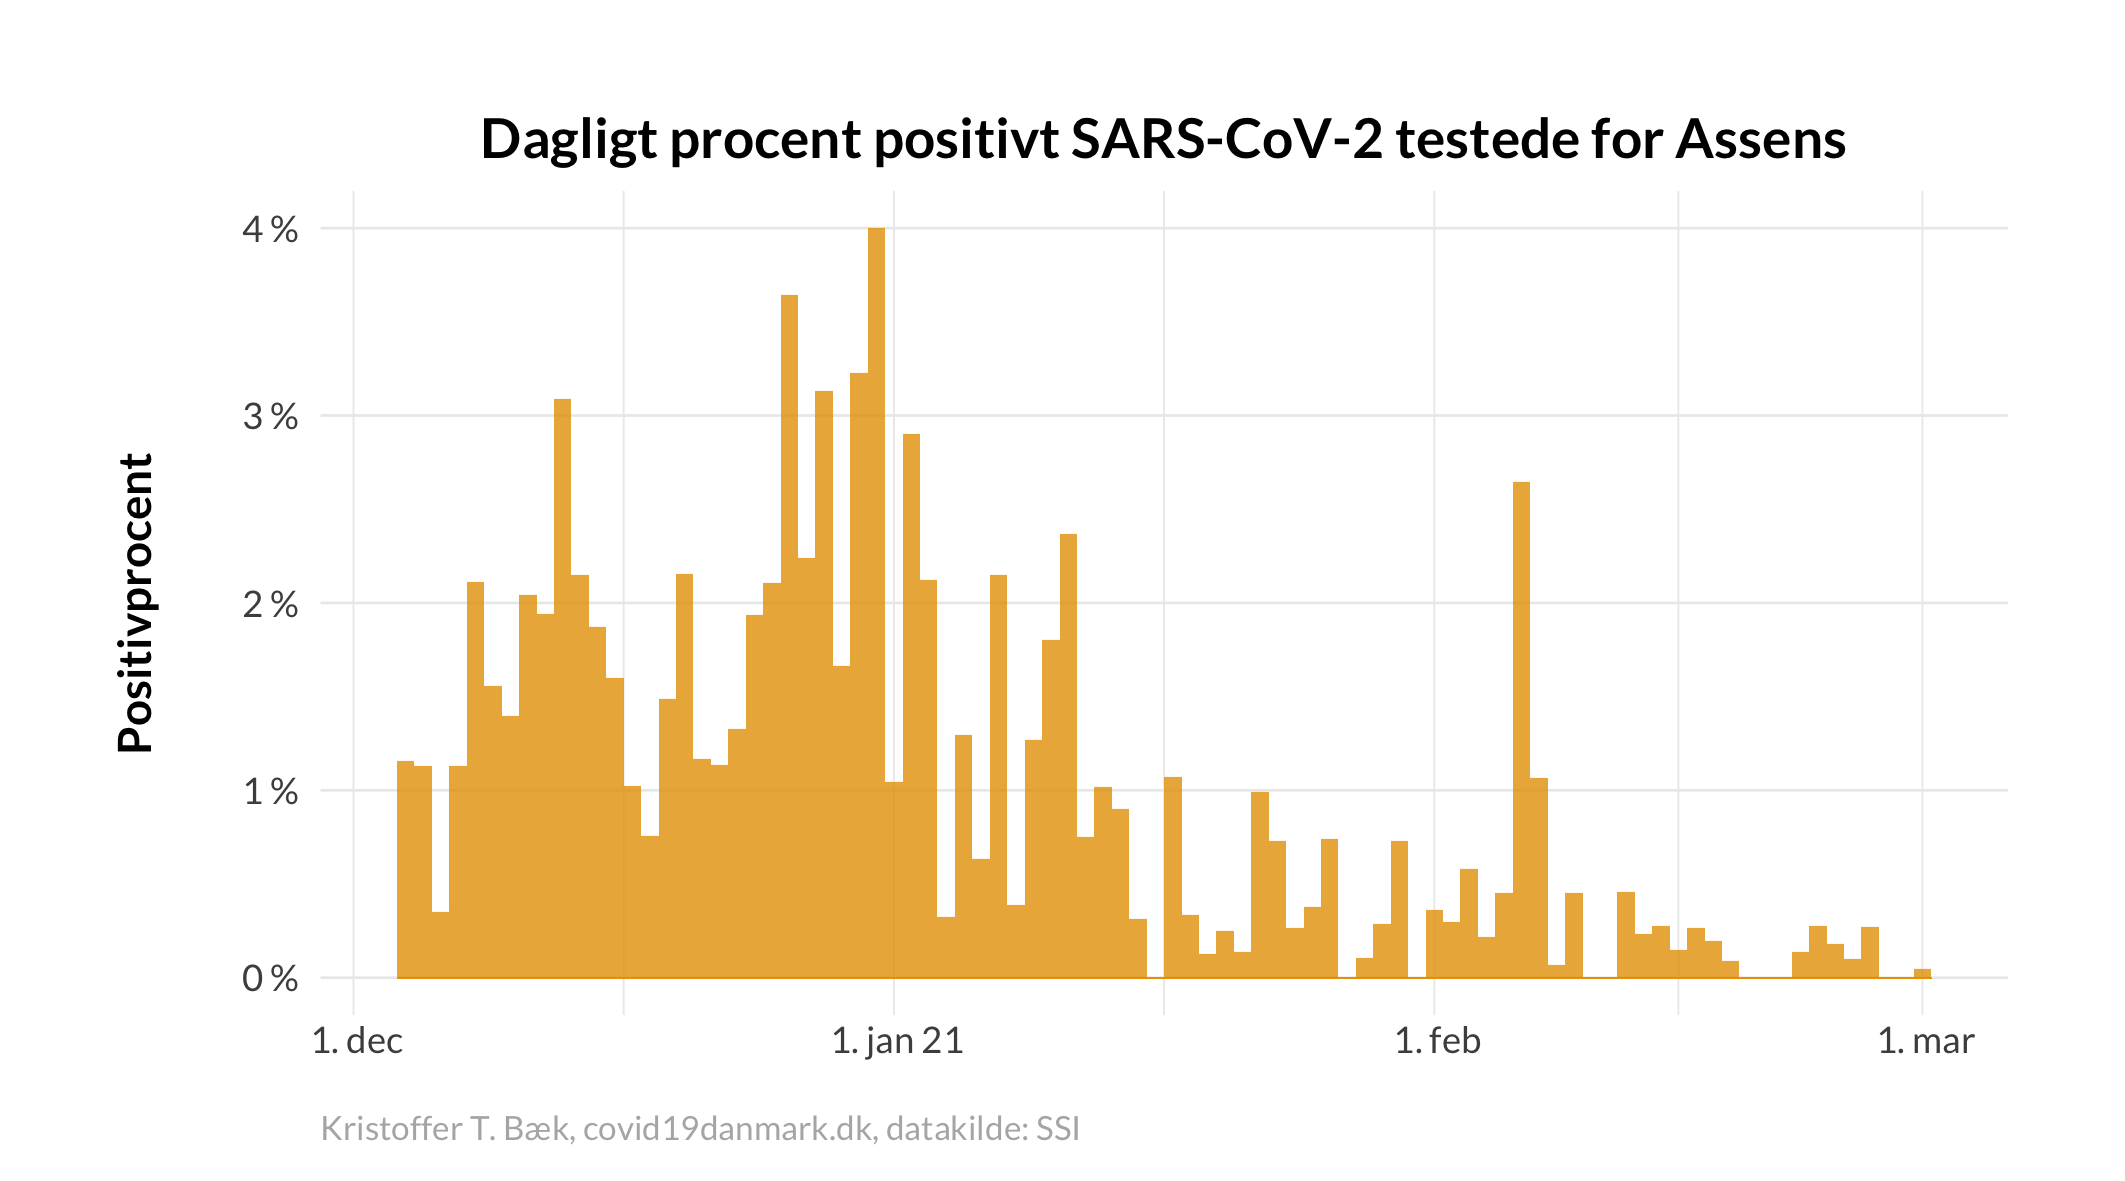 Dagligt procent positivt SARS-CoV-2 testede for Assens
Positivprocent
4 %
3 %
2 %
1 %
0 %
1. dec
1. jan 21
1. feb
1. mar
Kristoffer T. Bæk, covid19danmark.dk, datakilde: SSI